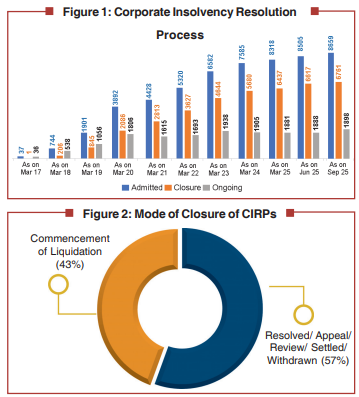 Figure 1: Corporate Insolvency Resolution
Process
37 1 36
744 206 538
1901 845 1056
3892 2086 1806
4428 2813 1615
5320 3627 1693
6582 4644 1938
7585 5680 1905
8318 6437 1881
8505 6617 1888
8659 6761 1898
As on As on As on As on As on As on As on As on As on As on As on
Mar 17 Mar 18 Mar 19 Mar 20 Mar 21 Mar 22 Mar 23 Mar 24 Mar 25 Jun 25 Sep 25
Admitted Closure Ongoing
Figure 2: Mode of Closure of CIRPs
Commencement
of Liquidation
(43%)
Resolved/ Appeal/
Review/ Settled/
Withdrawn (57%)